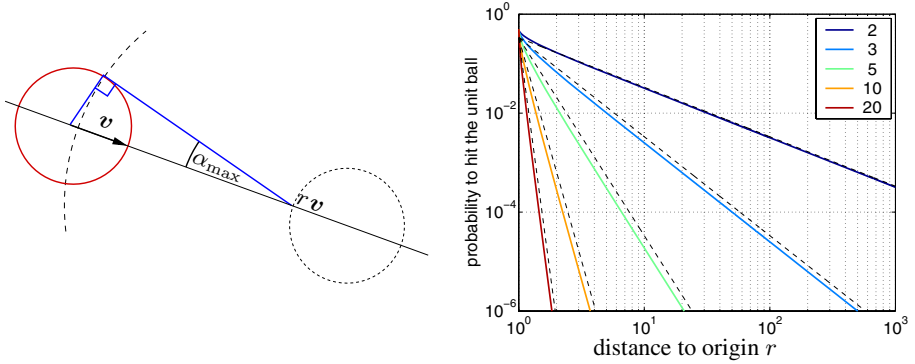 v
α_max
r v
probability to hit the unit ball
10^0
10^-2
10^-4
10^-6
2
3
5
10
20
10^0 10^1 10^2 10^3
distance to origin r